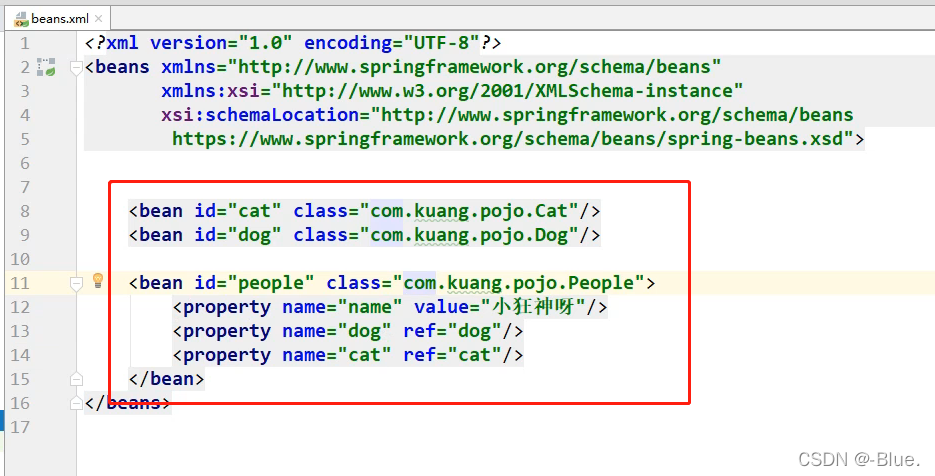 beans.xml
1 <?xml version="1.0" encoding="UTF-8"?>
2 <beans xmlns="http://www.springframework.org/schema/beans"
3 xmlns:xsi="http://www.w3.org/2001/XMLSchema-instance"
4 xsi:schemaLocation="http://www.springframework.org/schema/beans
5 https://www.springframework.org/schema/beans/spring-beans.xsd">
6
7
8 <bean id="cat" class="com.kuang.pojo.Cat"/>
9 <bean id="dog" class="com.kuang.pojo.Dog"/>
10
11 <bean id="people" class="com.kuang.pojo.People">
12 <property name="name" value="小狂神呀"/>
13 <property name="dog" ref="dog"/>
14 <property name="cat" ref="cat"/>
15 </bean>
16 </beans>
17
CSDN @-Blue.